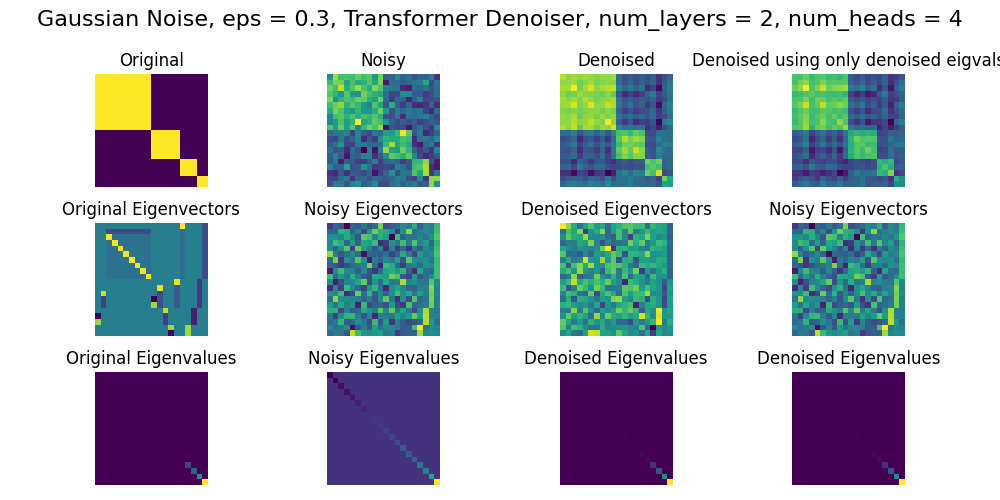 Gaussian Noise, eps = 0.3, Transformer Denoiser, num_layers = 2, num_heads = 4
Original
Noisy
Denoised
Denoised using only denoised eigvals
Original Eigenvectors
Noisy Eigenvectors
Denoised Eigenvectors
Noisy Eigenvectors
Original Eigenvalues
Noisy Eigenvalues
Denoised Eigenvalues
Denoised Eigenvalues